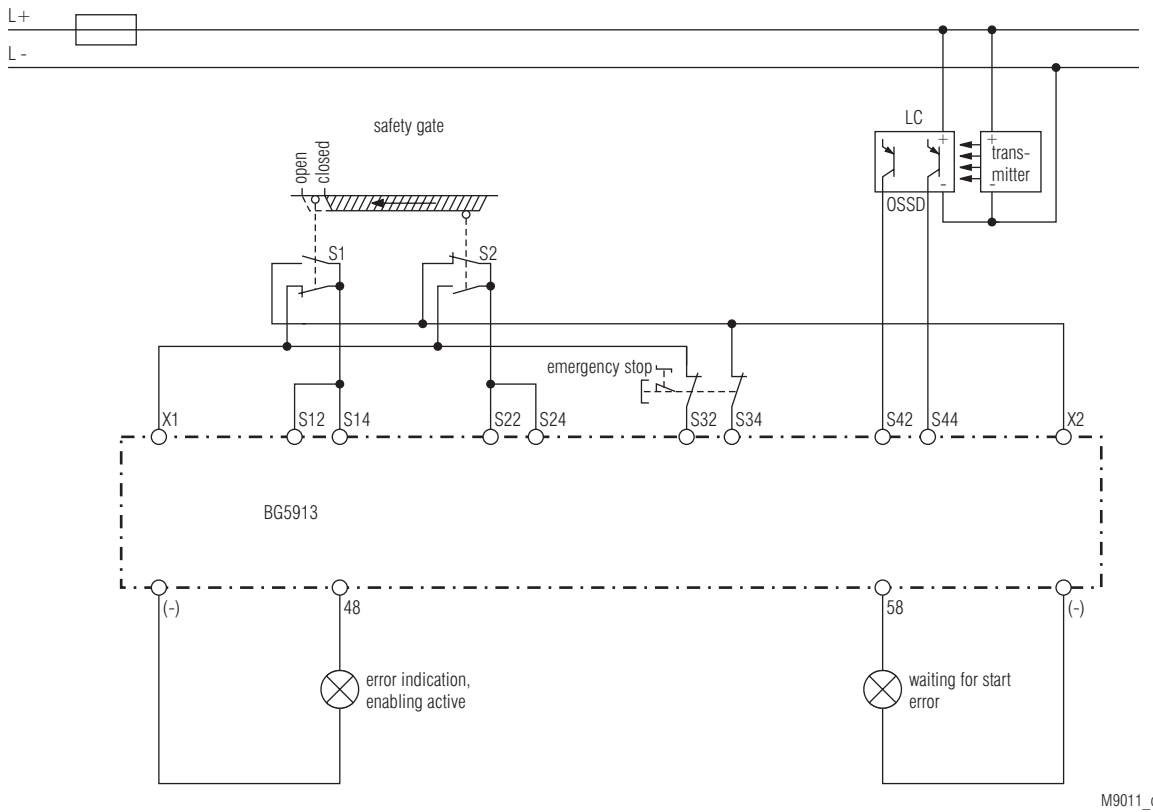 L+
L -
safety gate
open
closed
LC
+
+
trans-
mitter
-
-
OSSD
S1
S2
emergency stop
X1
S12
S14
S22
S24
S32
S34
S42
S44
X2
BG5913
(-)
48
58
(-)
error indication,
enabling active
waiting for start
error